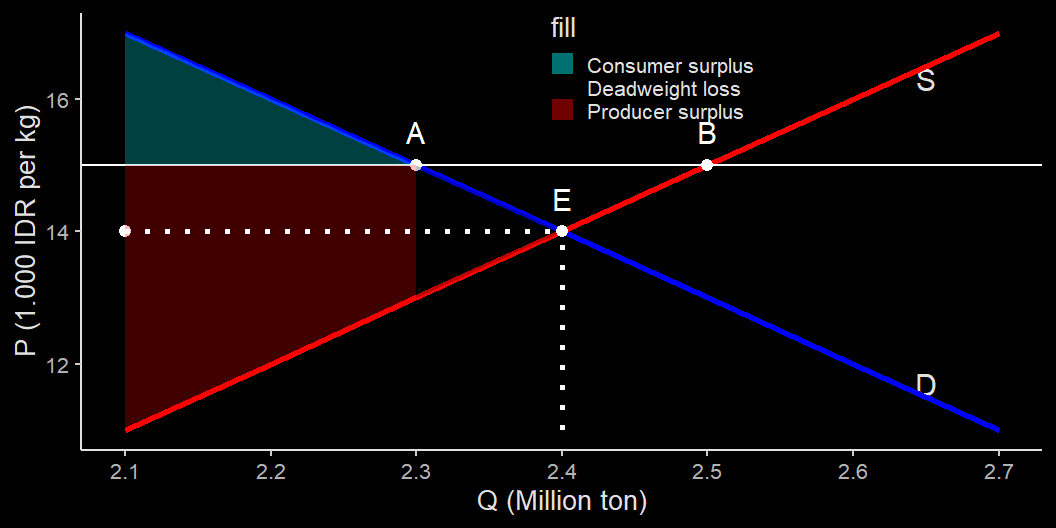 fill
Consumer surplus
Deadweight loss
Producer surplus
S
A
B
E
D
P (1.000 IDR per kg)
16
14
12
2.1 2.2 2.3 2.4 2.5 2.6 2.7
Q (Million ton)